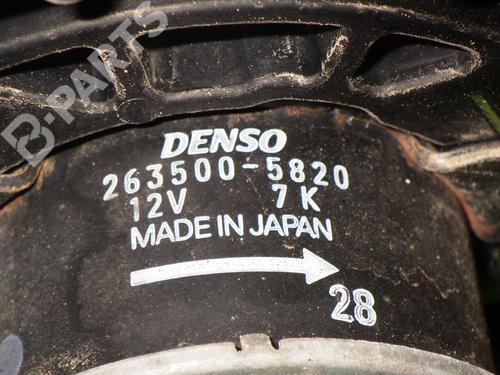 B-PARTS
DENSO
263500-5820
12V 7K
MADE IN JAPAN
28